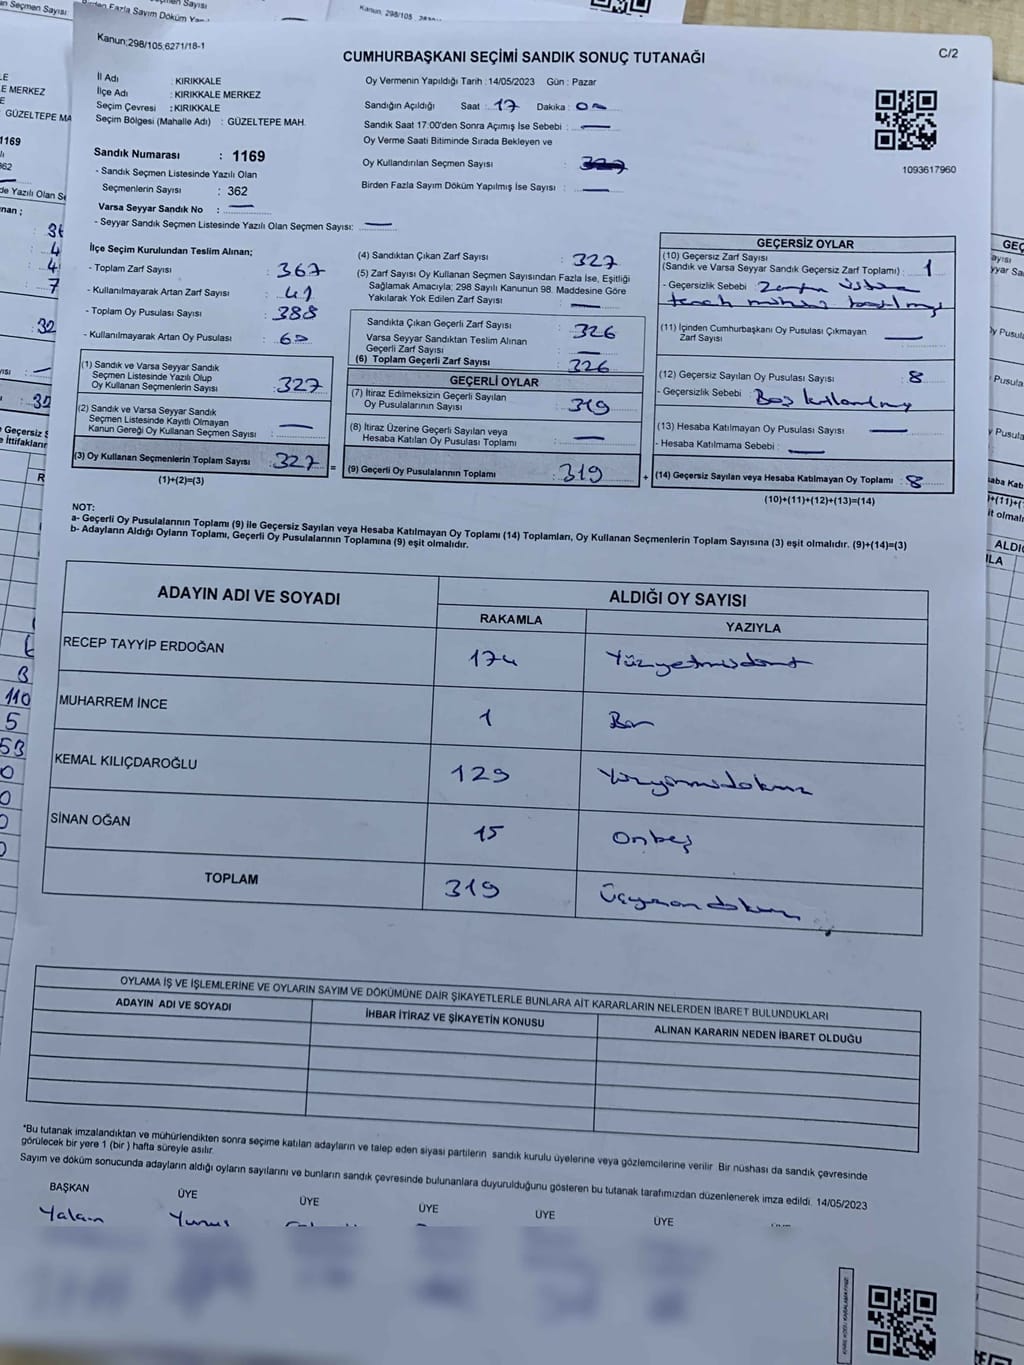 Kanun;298/105;6271/18-1
C/2
CUMHURBAŞKANI SEÇİMİ SANDIK SONUÇ TUTANAĞI
İl Adı : KIRIKKALE
İlçe Adı : KIRIKKALE MERKEZ
Seçim Çevresi : KIRIKKALE
Seçim Bölgesi (Mahalle Adı) : GÜZELTEPE MAH.
Sandık Numarası : 1169
- Sandık Seçmen Listesinde Yazılı Olan
Seçmenlerin Sayısı : 362
Varsa Seyyar Sandık No : —
- Seyyar Sandık Seçmen Listesinde Yazılı Olan Seçmen Sayısı: —
Oy Vermenin Yapıldığı Tarih :14/05/2023 Gün : Pazar
Sandığın Açıldığı Saat : 17 Dakika : 00
Sandık Saat 17:00'den Sonra Açımış İse Sebebi : —
Oy Verme Saati Bitiminde Sırada Bekleyen ve
Oy Kullandırılan Seçmen Sayısı : 327
Birden Fazla Sayım Döküm Yapılmış İse Sayısı : —
1093617960
İlçe Seçim Kurulundan Teslim Alınan;
- Toplam Zarf Sayısı : 367
- Kullanılmayarak Artan Zarf Sayısı : 41
- Toplam Oy Pusulası Sayısı : 388
- Kullanılmayarak Artan Oy Pusulası : 60
(1) Sandık ve Varsa Seyyar Sandık
Seçmen Listesinde Yazılı Olup
Oy Kullanan Seçmenlerin Sayısı : 327
(2) Sandık ve Varsa Seyyar Sandık
Seçmen Listesinde Kayıtlı Olmayan
Kanun Gereği Oy Kullanan Seçmen Sayısı : —
(3) Oy Kullanan Seçmenlerin Toplam Sayısı : 327
(1)+(2)=(3)
=
(4) Sandıktan Çıkan Zarf Sayısı : 327
(5) Zarf Sayısı Oy Kullanan Seçmen Sayısından Fazla İse, Eşitliği
Sağlamak Amacıyla; 298 Sayılı Kanunun 98. Maddesine Göre
Yakılarak Yok Edilen Zarf Sayısı : —
Sandıkta Çıkan Geçerli Zarf Sayısı : 326
Varsa Seyyar Sandıktan Teslim Alınan
Geçerli Zarf Sayısı : —
(6) Toplam Geçerli Zarf Sayısı : 326
GEÇERLİ OYLAR
(7) İtiraz Edilmeksizin Geçerli Sayılan
Oy Pusulalarının Sayısı : 319
(8) İtiraz Üzerine Geçerli Sayılan veya
Hesaba Katılan Oy Pusulası Toplamı : —
(9) Geçerli Oy Pusulalarının Toplamı : 319
+
GEÇERSİZ OYLAR
(10) Geçersiz Zarf Sayısı
(Sandık ve Varsa Seyyar Sandık Geçersiz Zarf Toplamı) : 1
- Geçersizlik Sebebi :
(11) İçinden Cumhurbaşkanı Oy Pusulası Çıkmayan
Zarf Sayısı : —
(12) Geçersiz Sayılan Oy Pusulası Sayısı : 8
- Geçersizlik Sebebi : Boş
(13) Hesaba Katılmayan Oy Pusulası Sayısı : —
- Hesaba Katılmama Sebebi : —
(14) Geçersiz Sayılan veya Hesaba Katılmayan Oy Toplamı : 8
(10)+(11)+(12)+(13)=(14)
NOT:
a- Geçerli Oy Pusulalarının Toplamı (9) ile Geçersiz Sayılan veya Hesaba Katılmayan Oy Toplamı (14) Toplamları, Oy Kullanan Seçmenlerin Toplam Sayısına (3) eşit olmalıdır. (9)+(14)=(3)
b- Adayların Aldığı Oyların Toplamı, Geçerli Oy Pusulalarının Toplamına (9) eşit olmalıdır.
ADAYIN ADI VE SOYADI
ALDIĞI OY SAYISI
RAKAMLA
YAZIYLA
RECEP TAYYİP ERDOĞAN 174 Yüzyetmişdört
MUHARREM İNCE 1 Bir
KEMAL KILIÇDAROĞLU 129 Yüzyirmidokuz
SİNAN OĞAN 15 Onbeş
TOPLAM 319 Üçyüzondokuz
OYLAMA İŞ VE İŞLEMLERİNE VE OYLARIN SAYIM VE DÖKÜMÜNE DAİR ŞİKAYETLERLE BUNLARA AİT KARARLARIN NELERDEN İBARET BULUNDUKLARI
ADAYIN ADI VE SOYADI
İHBAR İTİRAZ VE ŞİKAYETİN KONUSU
ALINAN KARARIN NEDEN İBARET OLDUĞU
*Bu tutanak imzalandıktan ve mühürlendikten sonra seçime katılan adayların ve talep eden siyasi partilerin sandık kurulu üyelerine veya gözlemcilerine verilir. Bir nüshası da sandık çevresinde
görülecek bir yere 1 (bir ) hafta süreyle asılır.
Sayım ve döküm sonucunda adayların aldığı oyların sayılarını ve bunların sandık çevresinde bulunanlara duyurulduğunu gösteren bu tutanak tarafımızdan düzenlenerek imza edildi. 14/05/2023
BAŞKAN ÜYE ÜYE ÜYE ÜYE ÜYE
Yalçın Yunus